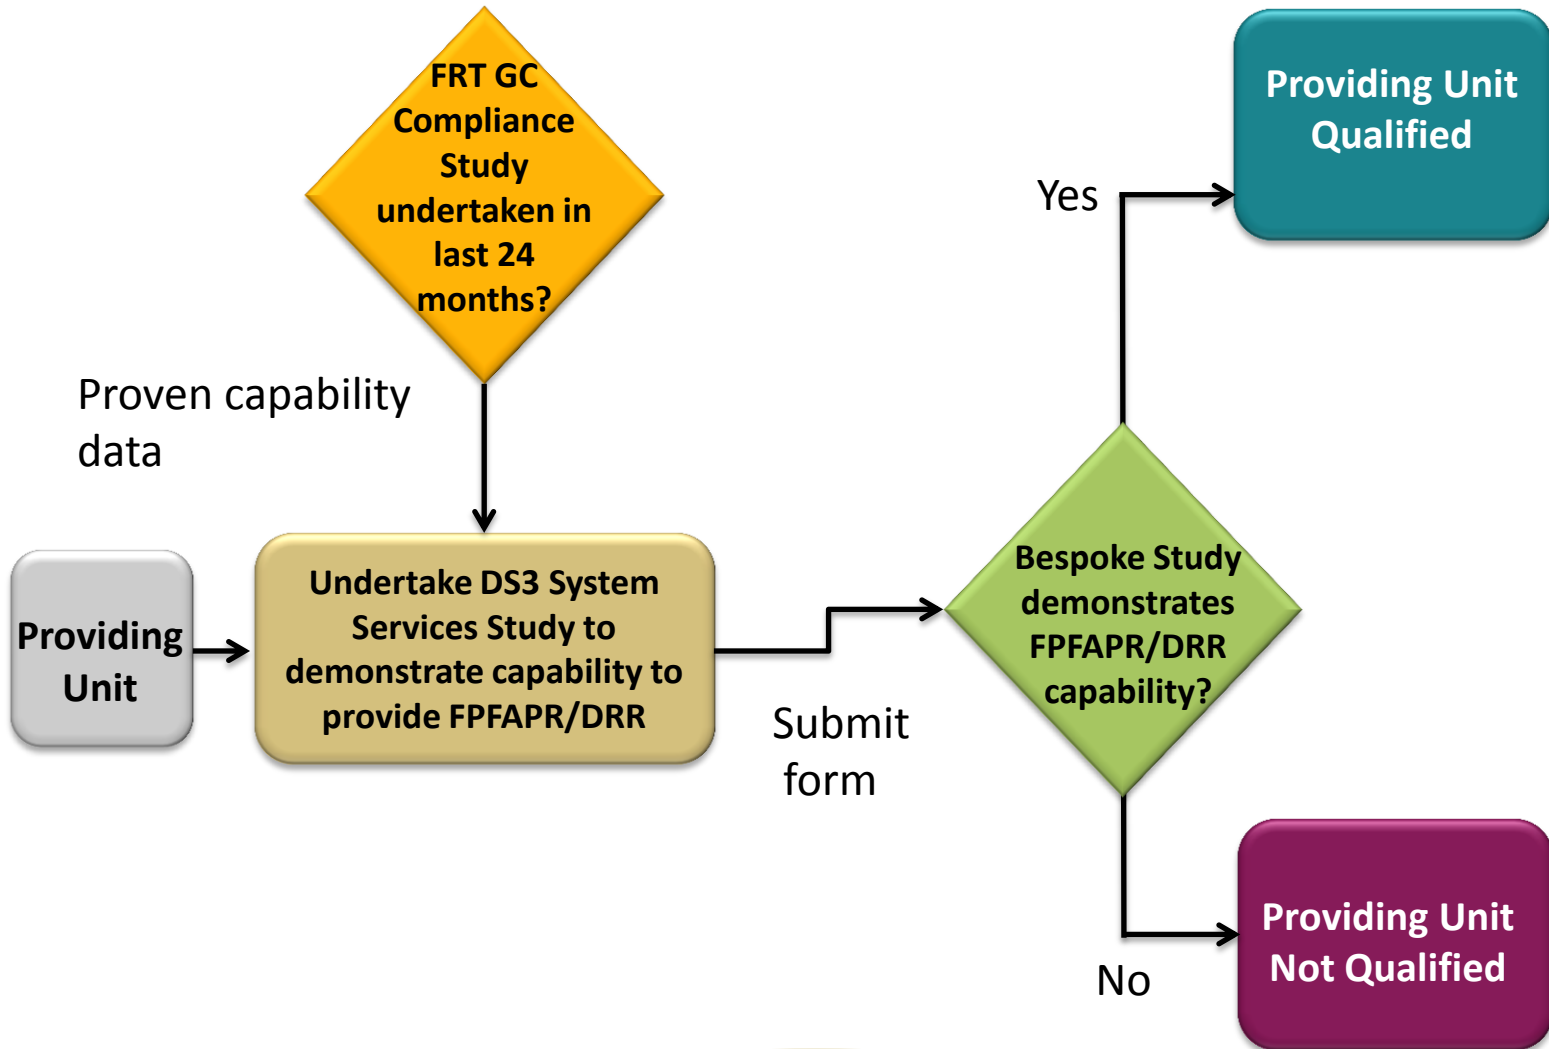 FRT GC
Compliance
Study
undertaken in
last 24
months?
Proven capability
data
Providing
Unit
Undertake DS3 System
Services Study to
demonstrate capability to
provide FPFAPR/DRR
Submit
form
Bespoke Study
demonstrates
FPFAPR/DRR
capability?
Yes
Providing Unit
Qualified
No
Providing Unit
Not Qualified